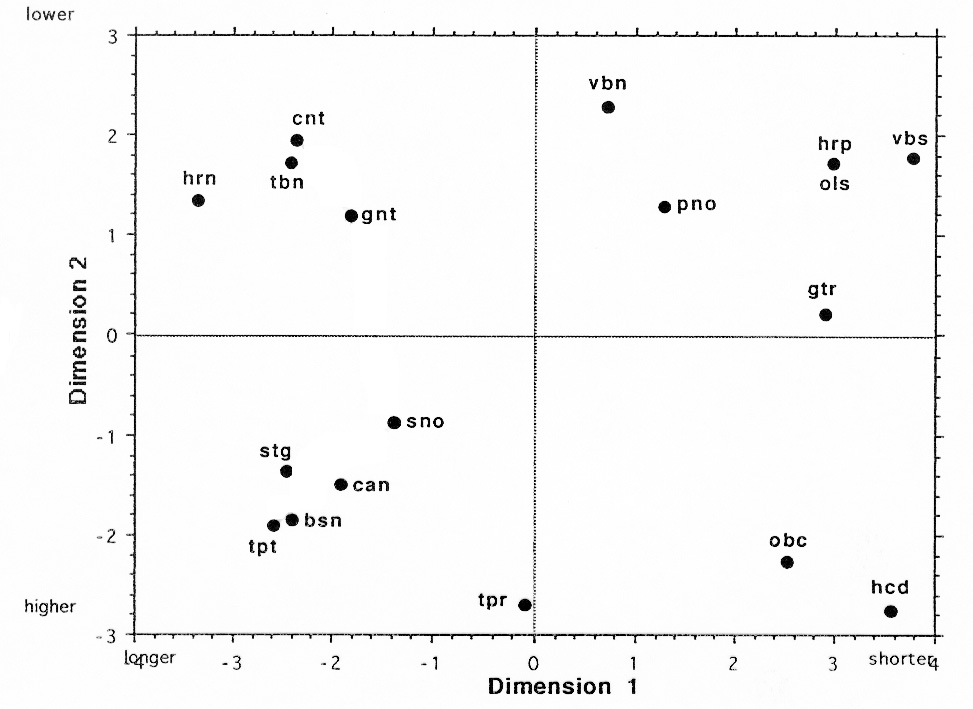 lower
3
vbn
cnt
2
hrp
vbs
hrn
tbn
ols
gnt
pno
1
gtr
Dimension 2
0
sno
-1
stg
can
bsn
-2
tpt
obc
hcd
tpr
higher
-3
longer
-4 -3 -2 -1 0 1 2 3 4
shorter
Dimension 1